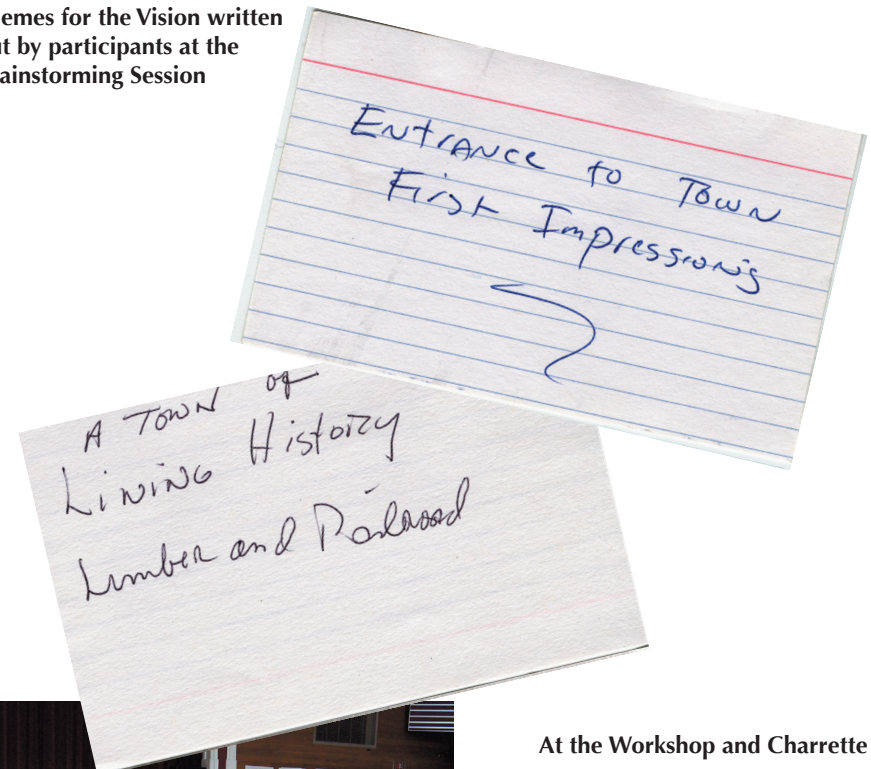 emes for the Vision written
t by participants at the
ainstorming Session
Entrance to Town
First Impressions
A Town of
Living History
Lumber and Railroad
At the Workshop and Charrette